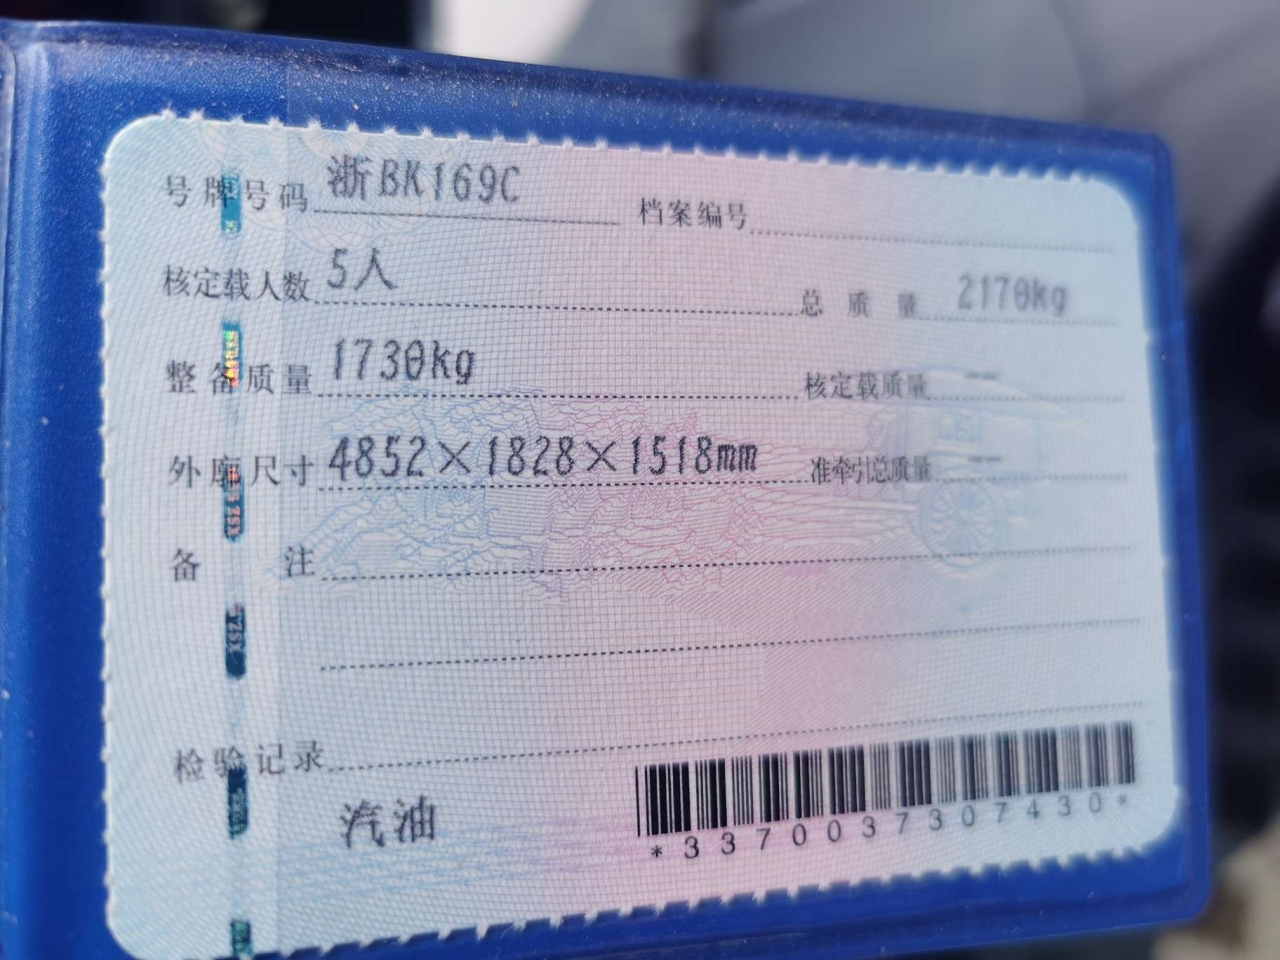 号牌号码 浙BK169C 档案编号
核定载人数 5人 总质量 2170kg
整备质量 1730kg 核定载质量 --
外廓尺寸 4852×1828×1518mm 准牵引总质量 --
备注
检验记录
汽油
*3370037307430*